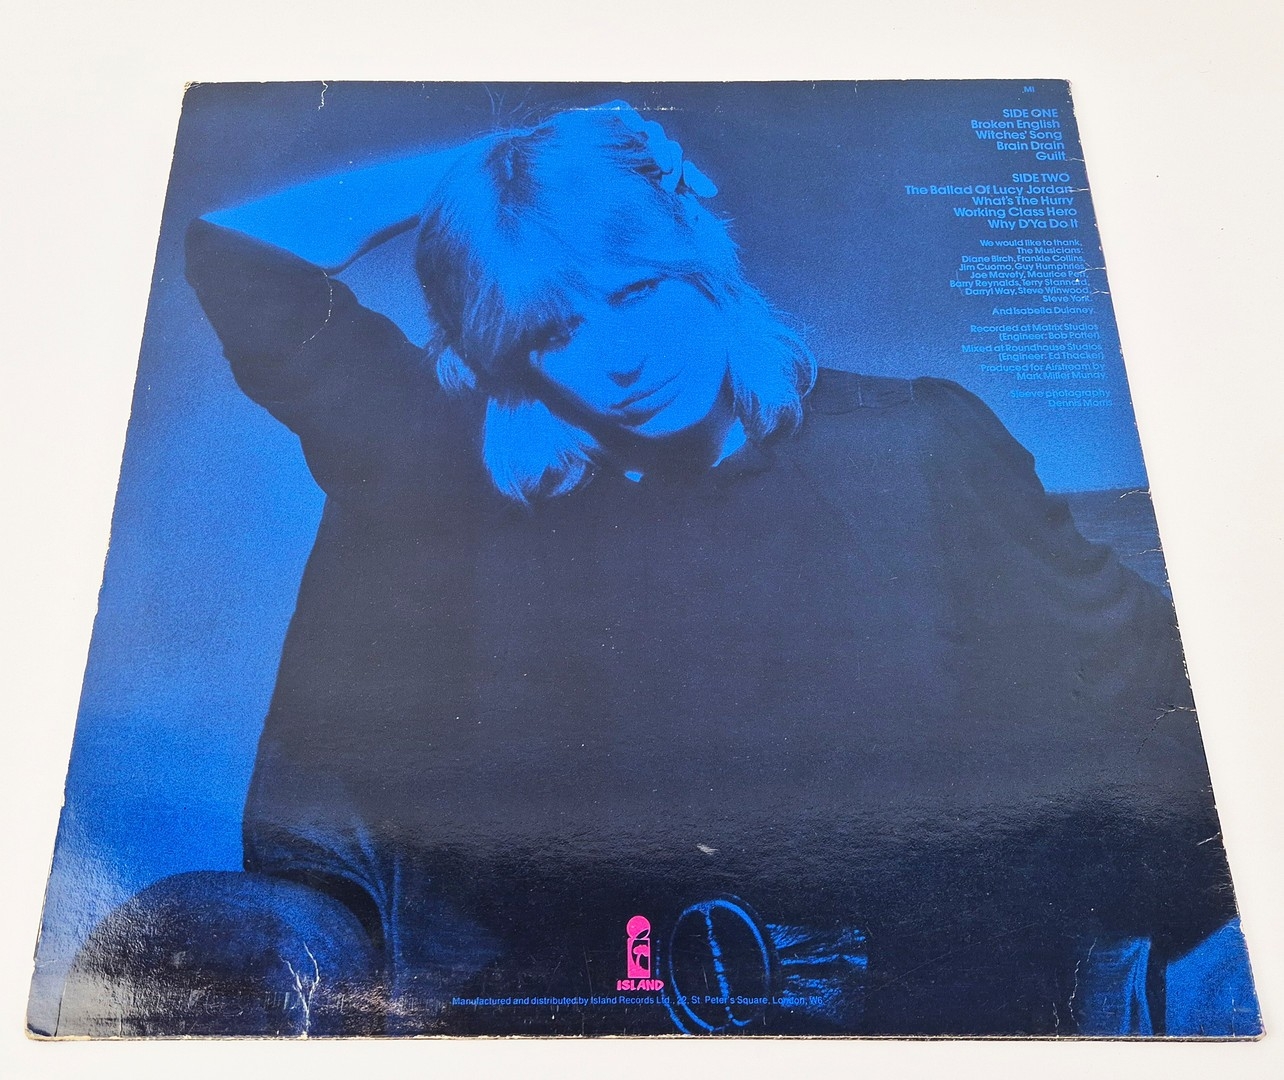 MI
SIDE ONE
Broken English
Witches' Song
Brain Drain
Guilt
SIDE TWO
The Ballad Of Lucy Jordan
What's The Hurry
Working Class Hero
Why D'Ya Do It
We would like to thank,
The Musicians:
Diane Birch, Frankie Collins,
Jim Cuomo, Guy Humphries,
Joe Mavety, Maurice Pert,
Barry Reynalds, Terry Stannard,
Darryl Way, Steve Winwood,
Steve York.
And Isabella Dulaney.
Recorded at Matrix Studios
(Engineer: Bob Potter)
Mixed at Roundhouse Studios
(Engineer: Ed Thacker)
Produced for Airstream by
Mark Miller Munay
Sleeve photography
Dennis Morris
ISLAND
Manufactured and distributed by Island Records Ltd., 22, St. Peter's Square, London, W6